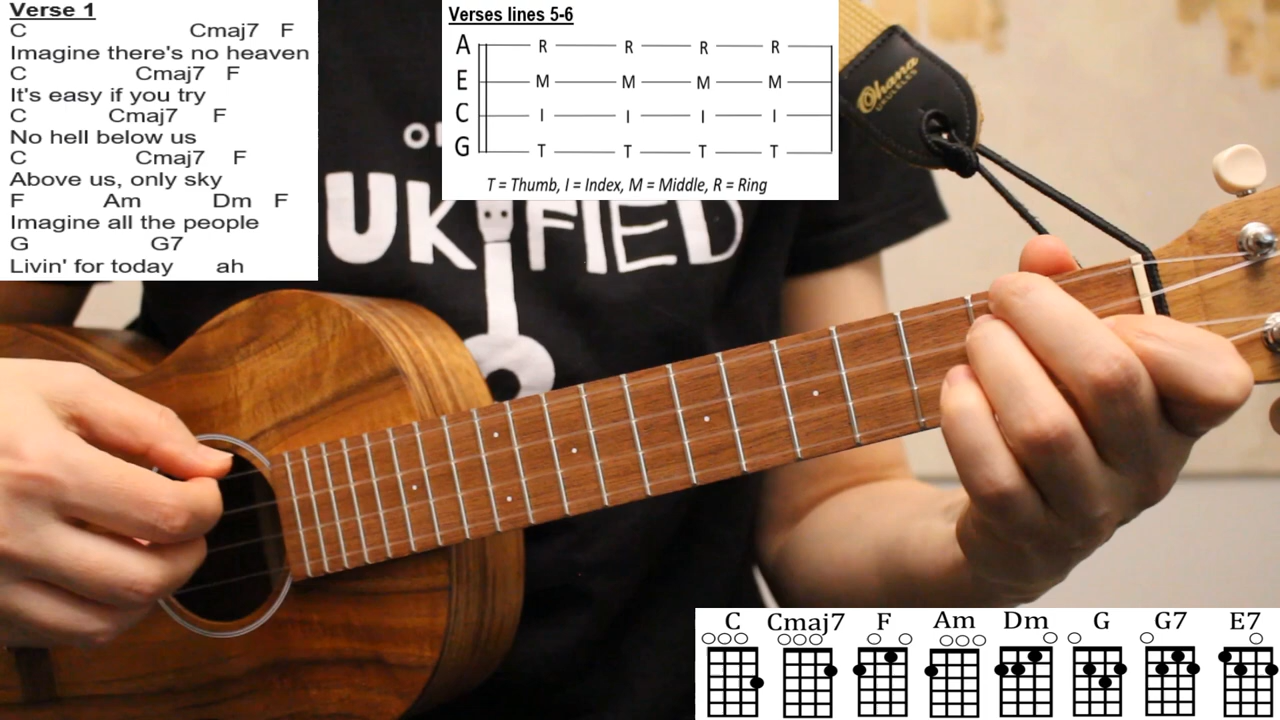 Verse 1
C Cmaj7 F
Imagine there's no heaven
C Cmaj7 F
It's easy if you try
C Cmaj7 F
No hell below us
C Cmaj7 F
Above us, only sky
F Am Dm F
Imagine all the people
G G7
Livin' for today ah
Verses lines 5-6
A R R R R
E M M M M
C I I I I
G T T T T
T = Thumb, I = Index, M = Middle, R = Ring
Ohana
UKULELES
UKIFIED
C Cmaj7 F Am Dm G G7 E7